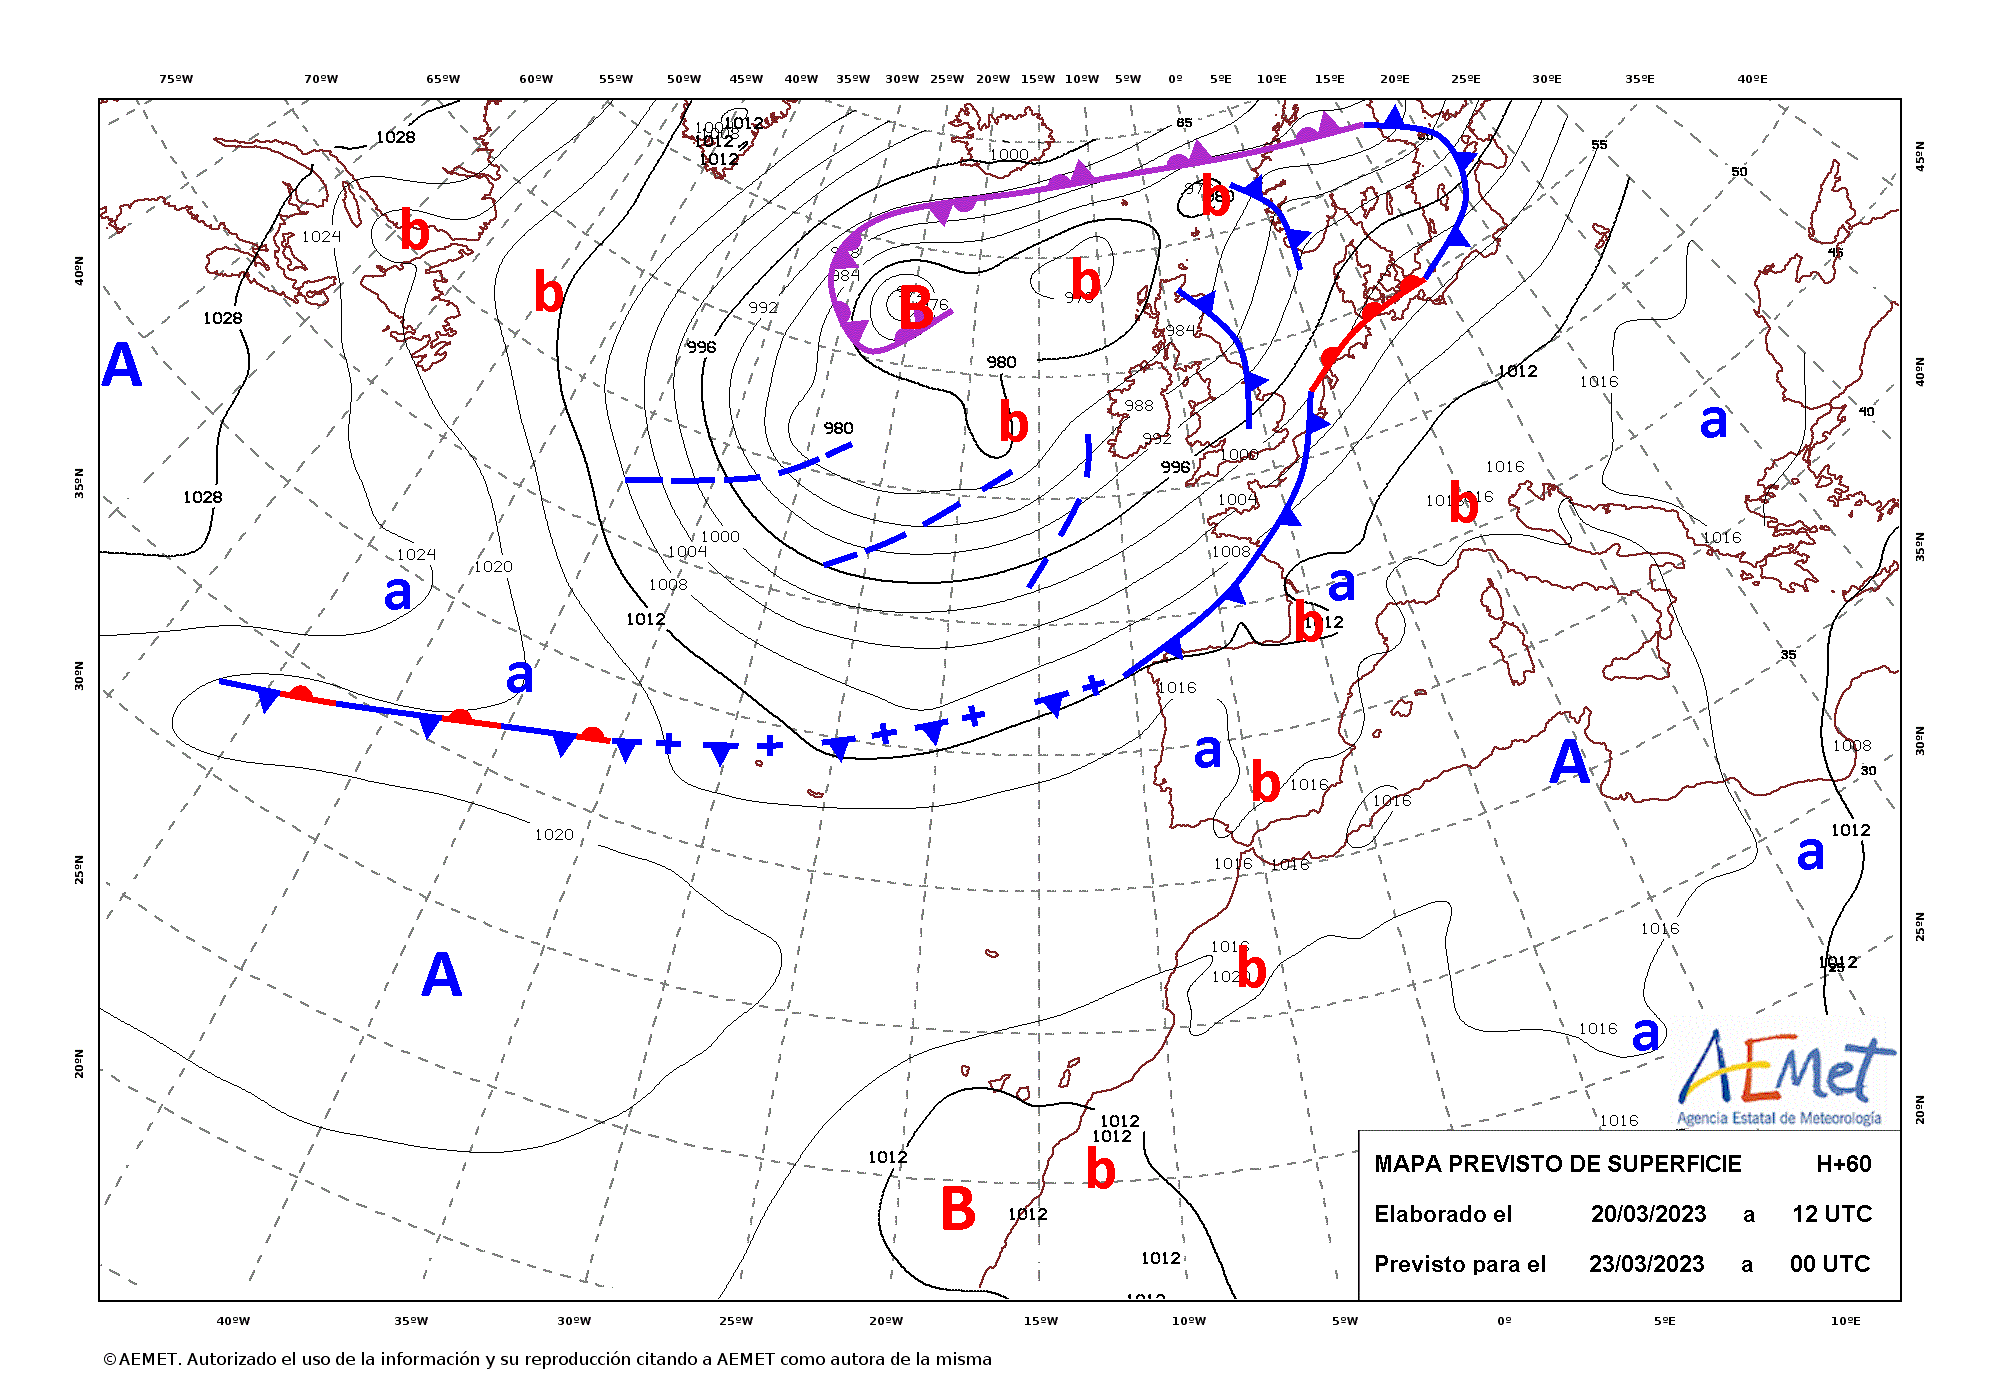 75ºW 70ºW 65ºW 60ºW 55ºW 50ºW 45ºW 40ºW 35ºW 30ºW 25ºW 20ºW 15ºW 10ºW 5ºW 0º 5ºE 10ºE 15ºE 20ºE 25ºE 30ºE 35ºE 40ºE
1012
65
1028
1008
1012
60
55
45ºN
1000
1012
50
b
980
b
1024
b
45
40ºN
984
b
b
B
976
1028
992
984
996
980
1012
40ºN
A
1016
988
40
b
a
980
992
996
1000
1016
35ºN
1028
1004
b
1016
1000
1008
1016
35ºN
1024
1004
1020
1008
a
a
1012
b
1012
35
30ºN
a
1016
a
A
1008
30ºN
30
b
1016
1016
1020
1012
25ºN
1016
1016
a
25ºN
1016
1016
A
b
1012
25
1020
1016
a
20ºN
AEMet
Agencia Estatal de Meteorología
20ºN
1012
1016
1012
1012
b
B
1012
1012
1012
MAPA PREVISTO DE SUPERFICIE H+60
Elaborado el 20/03/2023 a 12 UTC
Previsto para el 23/03/2023 a 00 UTC
40ºW 35ºW 30ºW 25ºW 20ºW 15ºW 10ºW 5ºW 0º 5ºE 10ºE
©AEMET. Autorizado el uso de la información y su reproducción citando a AEMET como autora de la misma